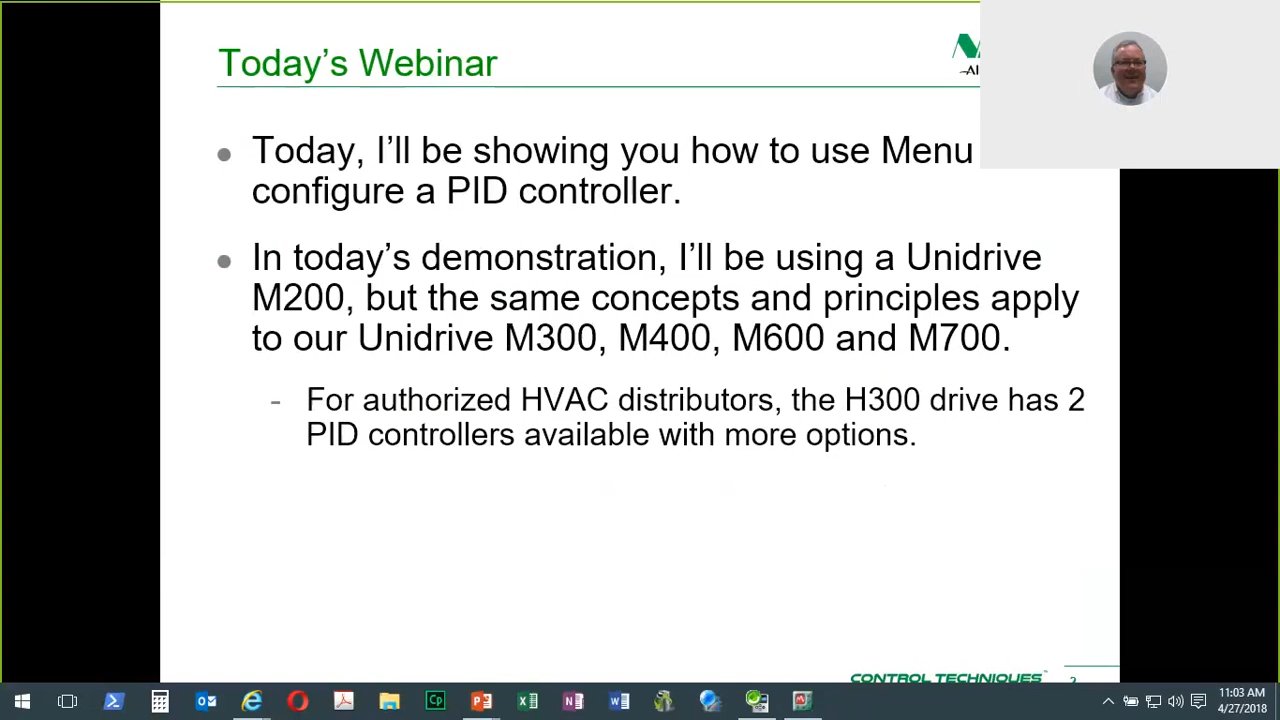 Today’s Webinar
Today, I’ll be showing you how to use Menu
configure a PID controller.
In today’s demonstration, I’ll be using a Unidrive
M200, but the same concepts and principles apply
to our Unidrive M300, M400, M600 and M700.
- For authorized HVAC distributors, the H300 drive has 2
PID controllers available with more options.
CONTROL TECHNIQUES™
11:03 AM
4/27/2018